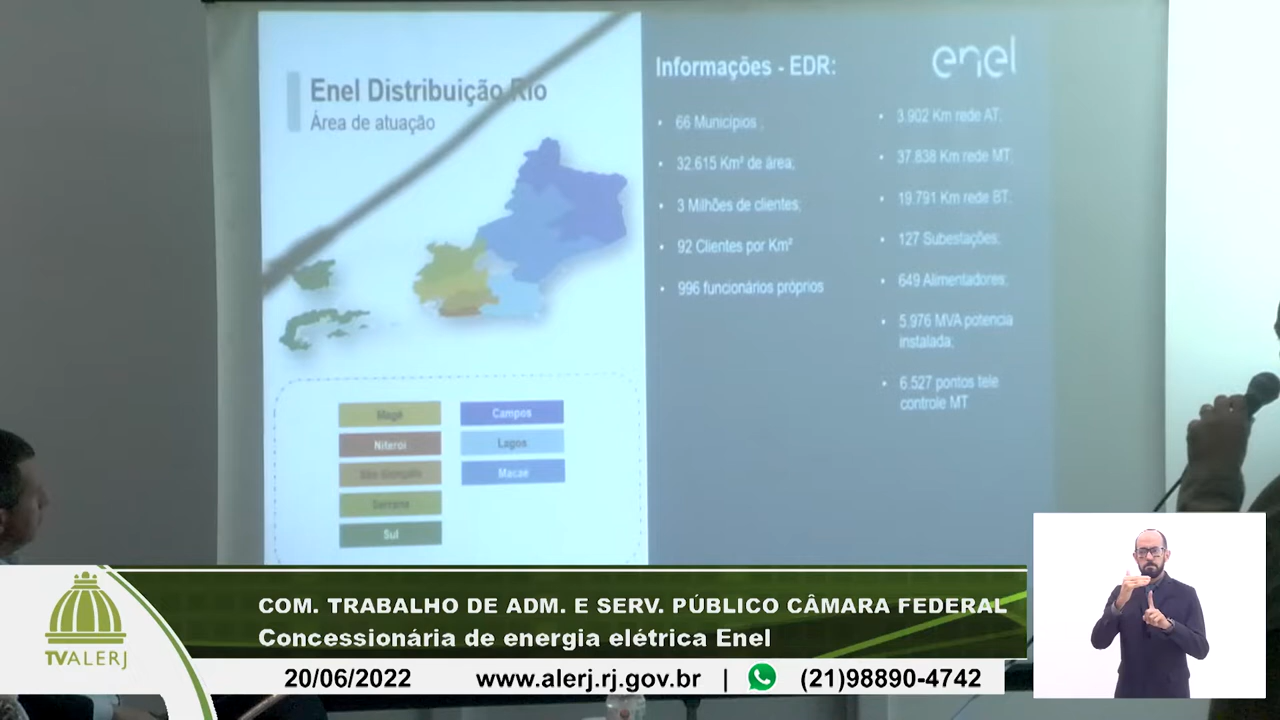 Enel Distribuição Rio
Área de atuação
Magé
Niteroi
São Gonçalo
Serrana
Sul
Campos
Lagos
Macaé
Informações - EDR:
enel
• 66 Municípios ;
• 32.615 Km² de área;
• 3 Milhões de clientes;
• 92 Clientes por Km²
• 996 funcionários próprios
• 3.902 Km rede AT;
• 37.838 Km rede MT;
• 19.791 Km rede BT;
• 127 Subestações;
• 649 Alimentadores;
• 5.976 MVA potencia
instalada;
• 6.527 pontos tele
controle MT
COM. TRABALHO DE ADM. E SERV. PÚBLICO CÂMARA FEDERAL
Concessionária de energia elétrica Enel
TVALERJ
20/06/2022 www.alerj.rj.gov.br | (21)98890-4742